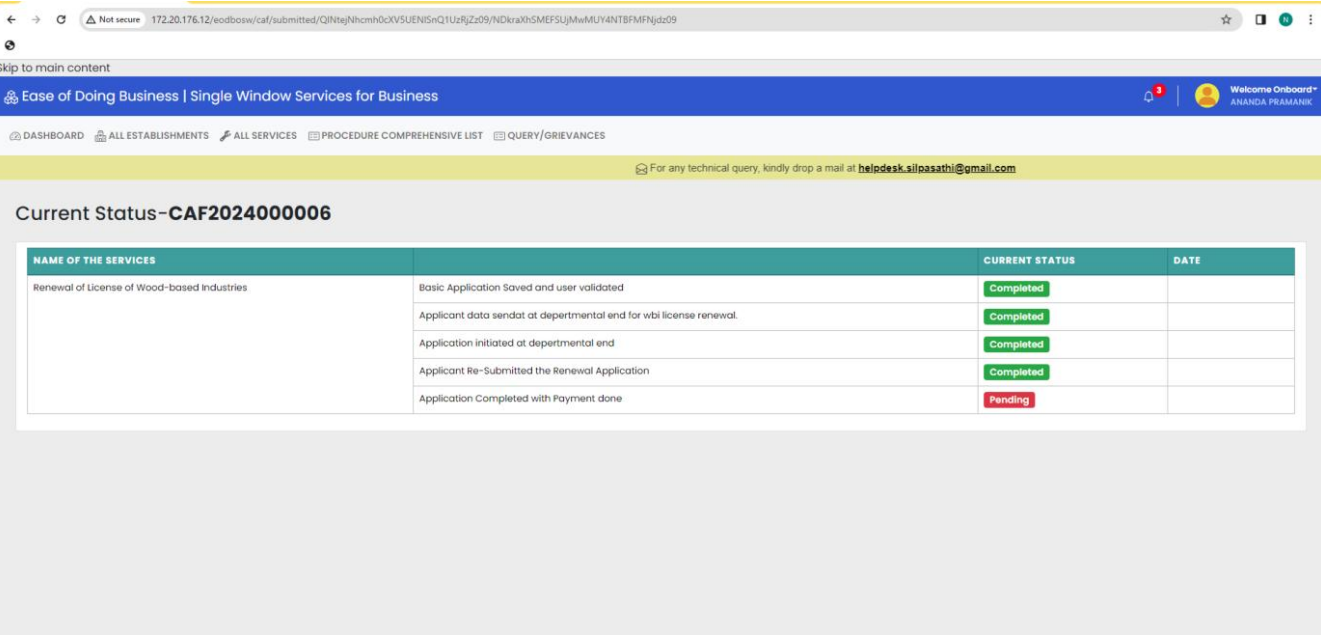 Not secure 172.20.176.12/eodbosw/caf/submitted/QlNtejNhcmh0cXV5UENlSnQ1UzRjZz09/NDkraXhSMEFSUjMwMUY4NTBFMFNjdz09
N
Skip to main content
Ease of Doing Business | Single Window Services for Business
3
Welcome Onboard
ANANDA PRAMANIK
DASHBOARD ALL ESTABLISHMENTS ALL SERVICES PROCEDURE COMPREHENSIVE LIST QUERY/GRIEVANCES
For any technical query, kindly drop a mail at helpdesk.silpasathi@gmail.com
Current Status-CAF2024000006
NAME OF THE SERVICES CURRENT STATUS DATE
Renewal of License of Wood-based Industries Basic Application Saved and user validated Completed
Applicant data sendat at depertmental end for wbi license renewal. Completed
Application initiated at depertmental end Completed
Applicant Re-Submitted the Renewal Application Completed
Application Completed with Payment done Pending